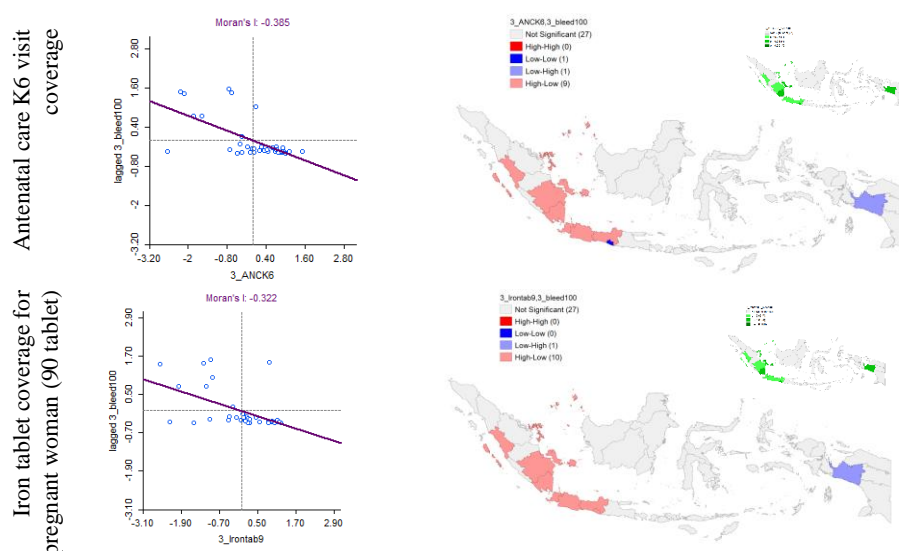 Antenatal care K6 visit
coverage
Moran's I: -0.385
lagged 3_bleed100
2.80
1.60
0.40
-0.80
-2
-3.20
-3.20 -2 -0.80 0.40 1.60 2.80
3_ANCK6
3_ANCK6,3_bleed100
Not Significant (27)
High-High (0)
Low-Low (1)
Low-High (1)
High-Low (9)
Iron tablet coverage for
pregnant woman (90 tablet)
Moran's I: -0.322
lagged 3_bleed100
2.90
1.70
0.50
-0.70
-1.90
-3.10
-3.10 -1.90 -0.70 0.50 1.70 2.90
3_Irontab9
3_Irontab9,3_bleed100
Not Significant (27)
High-High (0)
Low-Low (0)
Low-High (1)
High-Low (10)